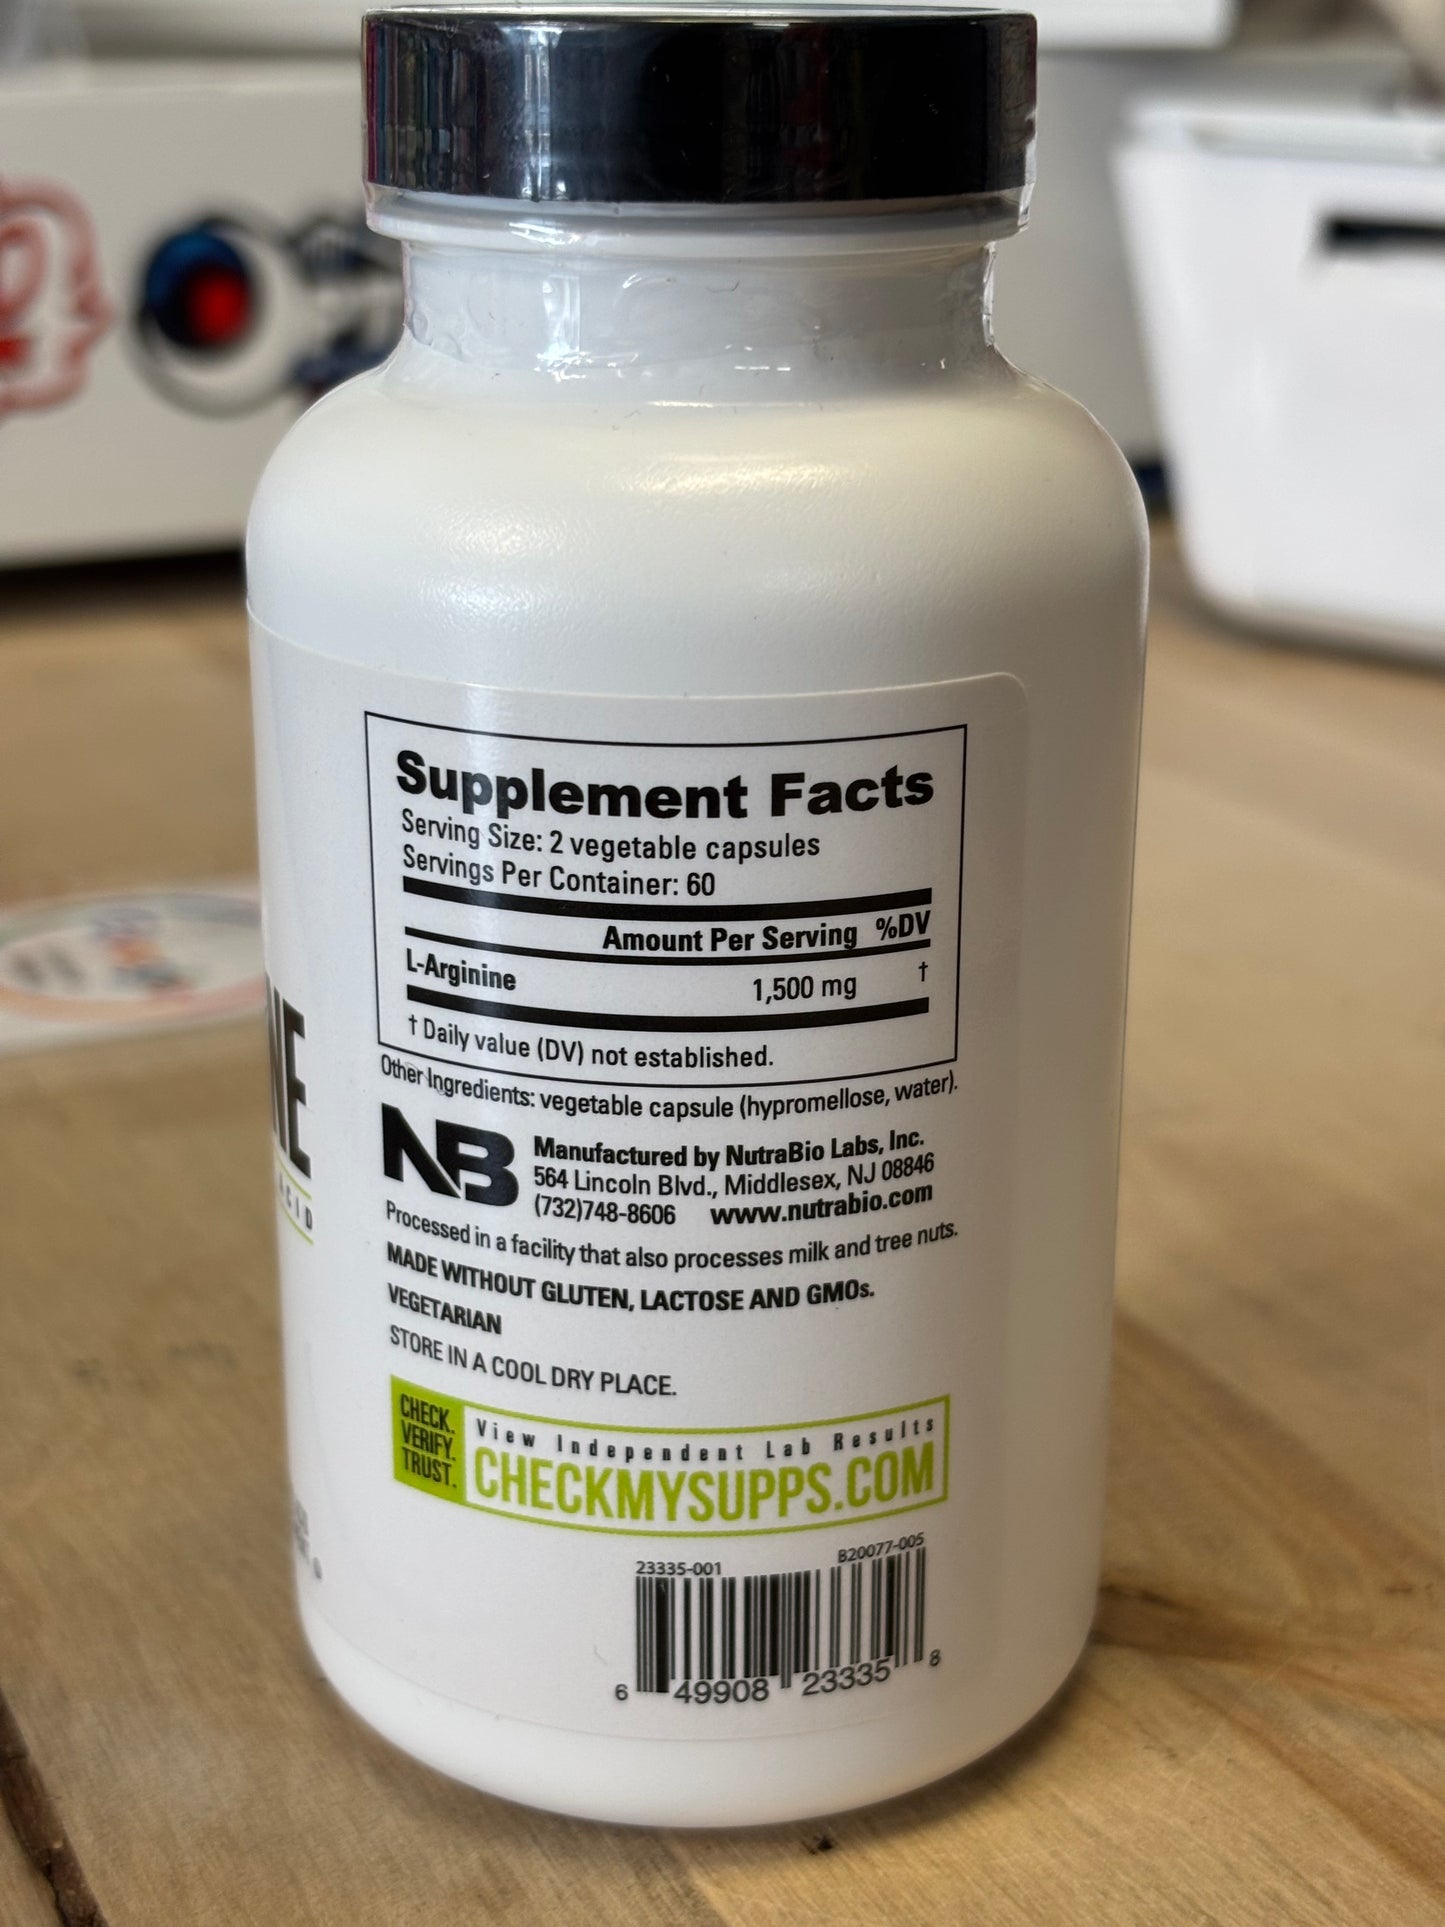 Supplement Facts
Serving Size: 2 vegetable capsules
Servings Per Container: 60
Amount Per Serving %DV
L-Arginine 1,500 mg †
† Daily value (DV) not established.
Other Ingredients: vegetable capsule (hypromellose, water).
NB
Manufactured by NutraBio Labs, Inc.
564 Lincoln Blvd., Middlesex, NJ 08846
(732)748-8606 www.nutrabio.com
Processed in a facility that also processes milk and tree nuts.
MADE WITHOUT GLUTEN, LACTOSE AND GMOs.
VEGETARIAN
STORE IN A COOL DRY PLACE.
CHECK.
VERIFY.
TRUST.
View Independent Lab Results
CHECKMYSUPPS.COM
23335-001 B20077-005
6 49908 23335 8
NE
ACID